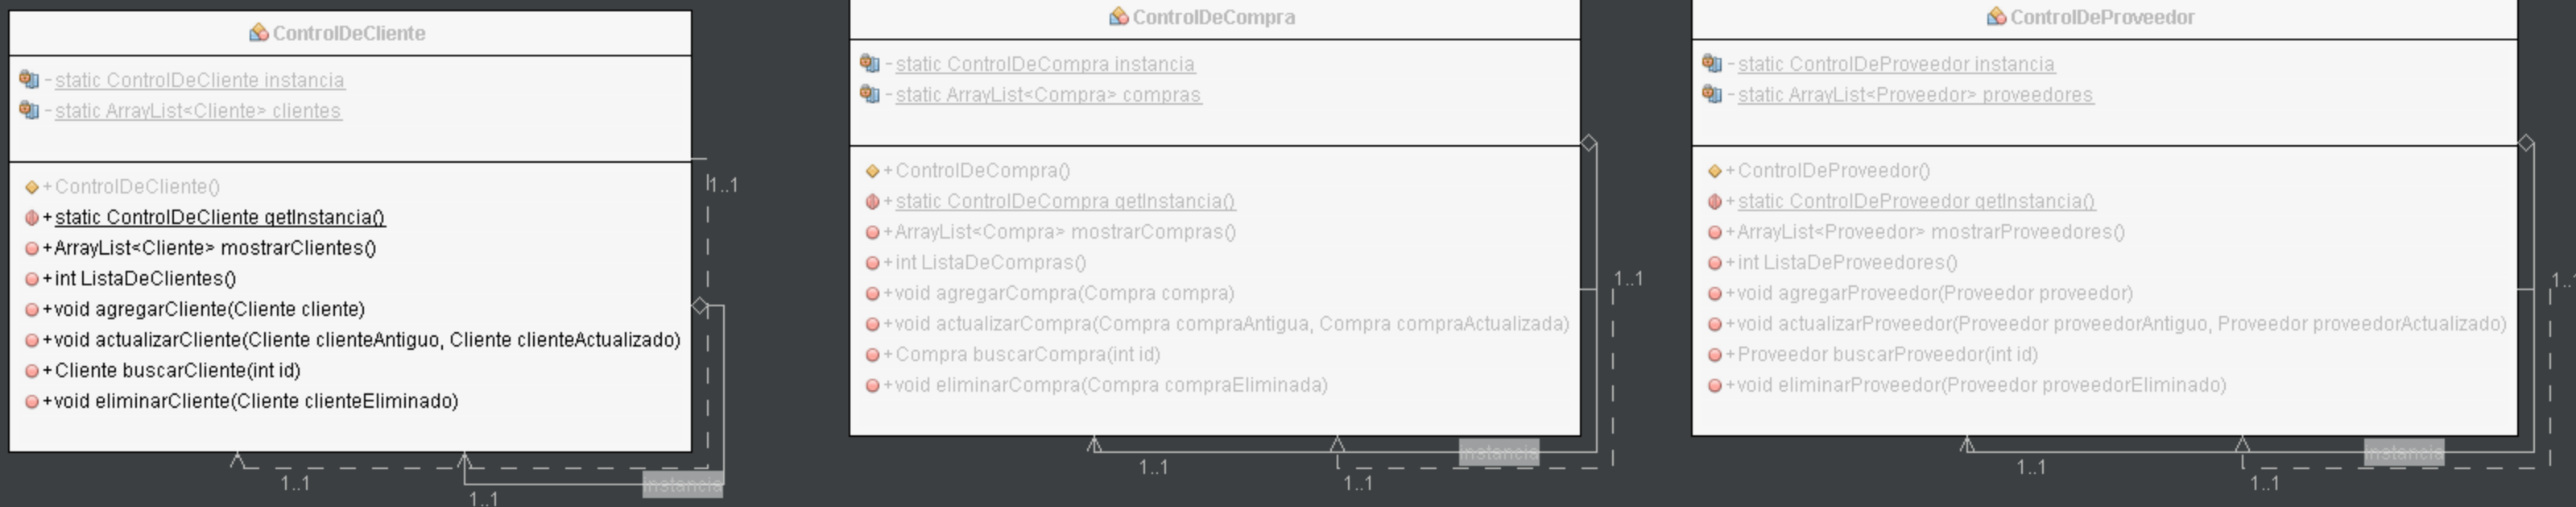 ControlDeCliente
- static ControlDeCliente instancia
- static ArrayList<Cliente> clientes
+ ControlDeCliente()
+ static ControlDeCliente getInstancia()
+ ArrayList<Cliente> mostrarClientes()
+ int ListaDeClientes()
+ void agregarCliente(Cliente cliente)
+ void actualizarCliente(Cliente clienteAntiguo, Cliente clienteActualizado)
+ Cliente buscarCliente(int id)
+ void eliminarCliente(Cliente clienteEliminado)
1..1
1..1
1..1
instancia
ControlDeCompra
- static ControlDeCompra instancia
- static ArrayList<Compra> compras
+ ControlDeCompra()
+ static ControlDeCompra getInstancia()
+ ArrayList<Compra> mostrarCompras()
+ int ListaDeCompras()
+ void agregarCompra(Compra compra)
+ void actualizarCompra(Compra compraAntigua, Compra compraActualizada)
+ Compra buscarCompra(int id)
+ void eliminarCompra(Compra compraEliminada)
1..1
1..1
instancia
1..1
ControlDeProveedor
- static ControlDeProveedor instancia
- static ArrayList<Proveedor> proveedores
+ ControlDeProveedor()
+ static ControlDeProveedor getInstancia()
+ ArrayList<Proveedor> mostrarProveedores()
+ int ListaDeProveedores()
+ void agregarProveedor(Proveedor proveedor)
+ void actualizarProveedor(Proveedor proveedorAntiguo, Proveedor proveedorActualizado)
+ Proveedor buscarProveedor(int id)
+ void eliminarProveedor(Proveedor proveedorEliminado)
1..1
instancia
1..1